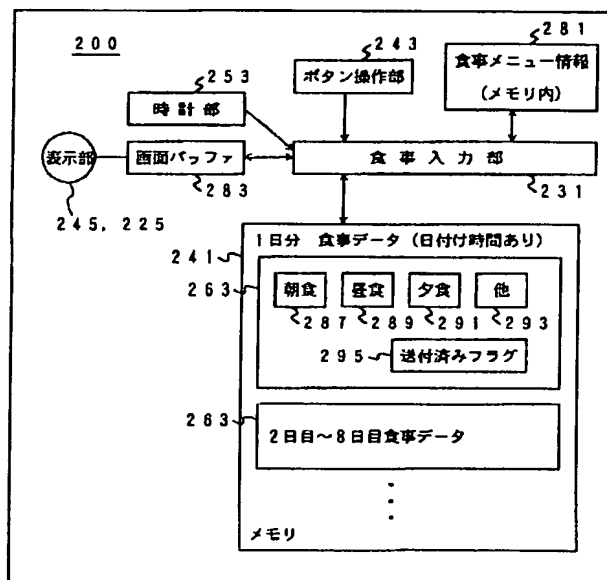 200
243
ボタン操作部
281
食事メニュー情報
(メモリ内)
253
時計部
表示部
画面バッファ
食事入力部
245, 225
283
231
1日分 食事データ(日付け時間あり)
241
263
朝食
昼食
夕食
他
287
289
291
293
295
送付済みフラグ
263
2日目~8日目食事データ
メモリ